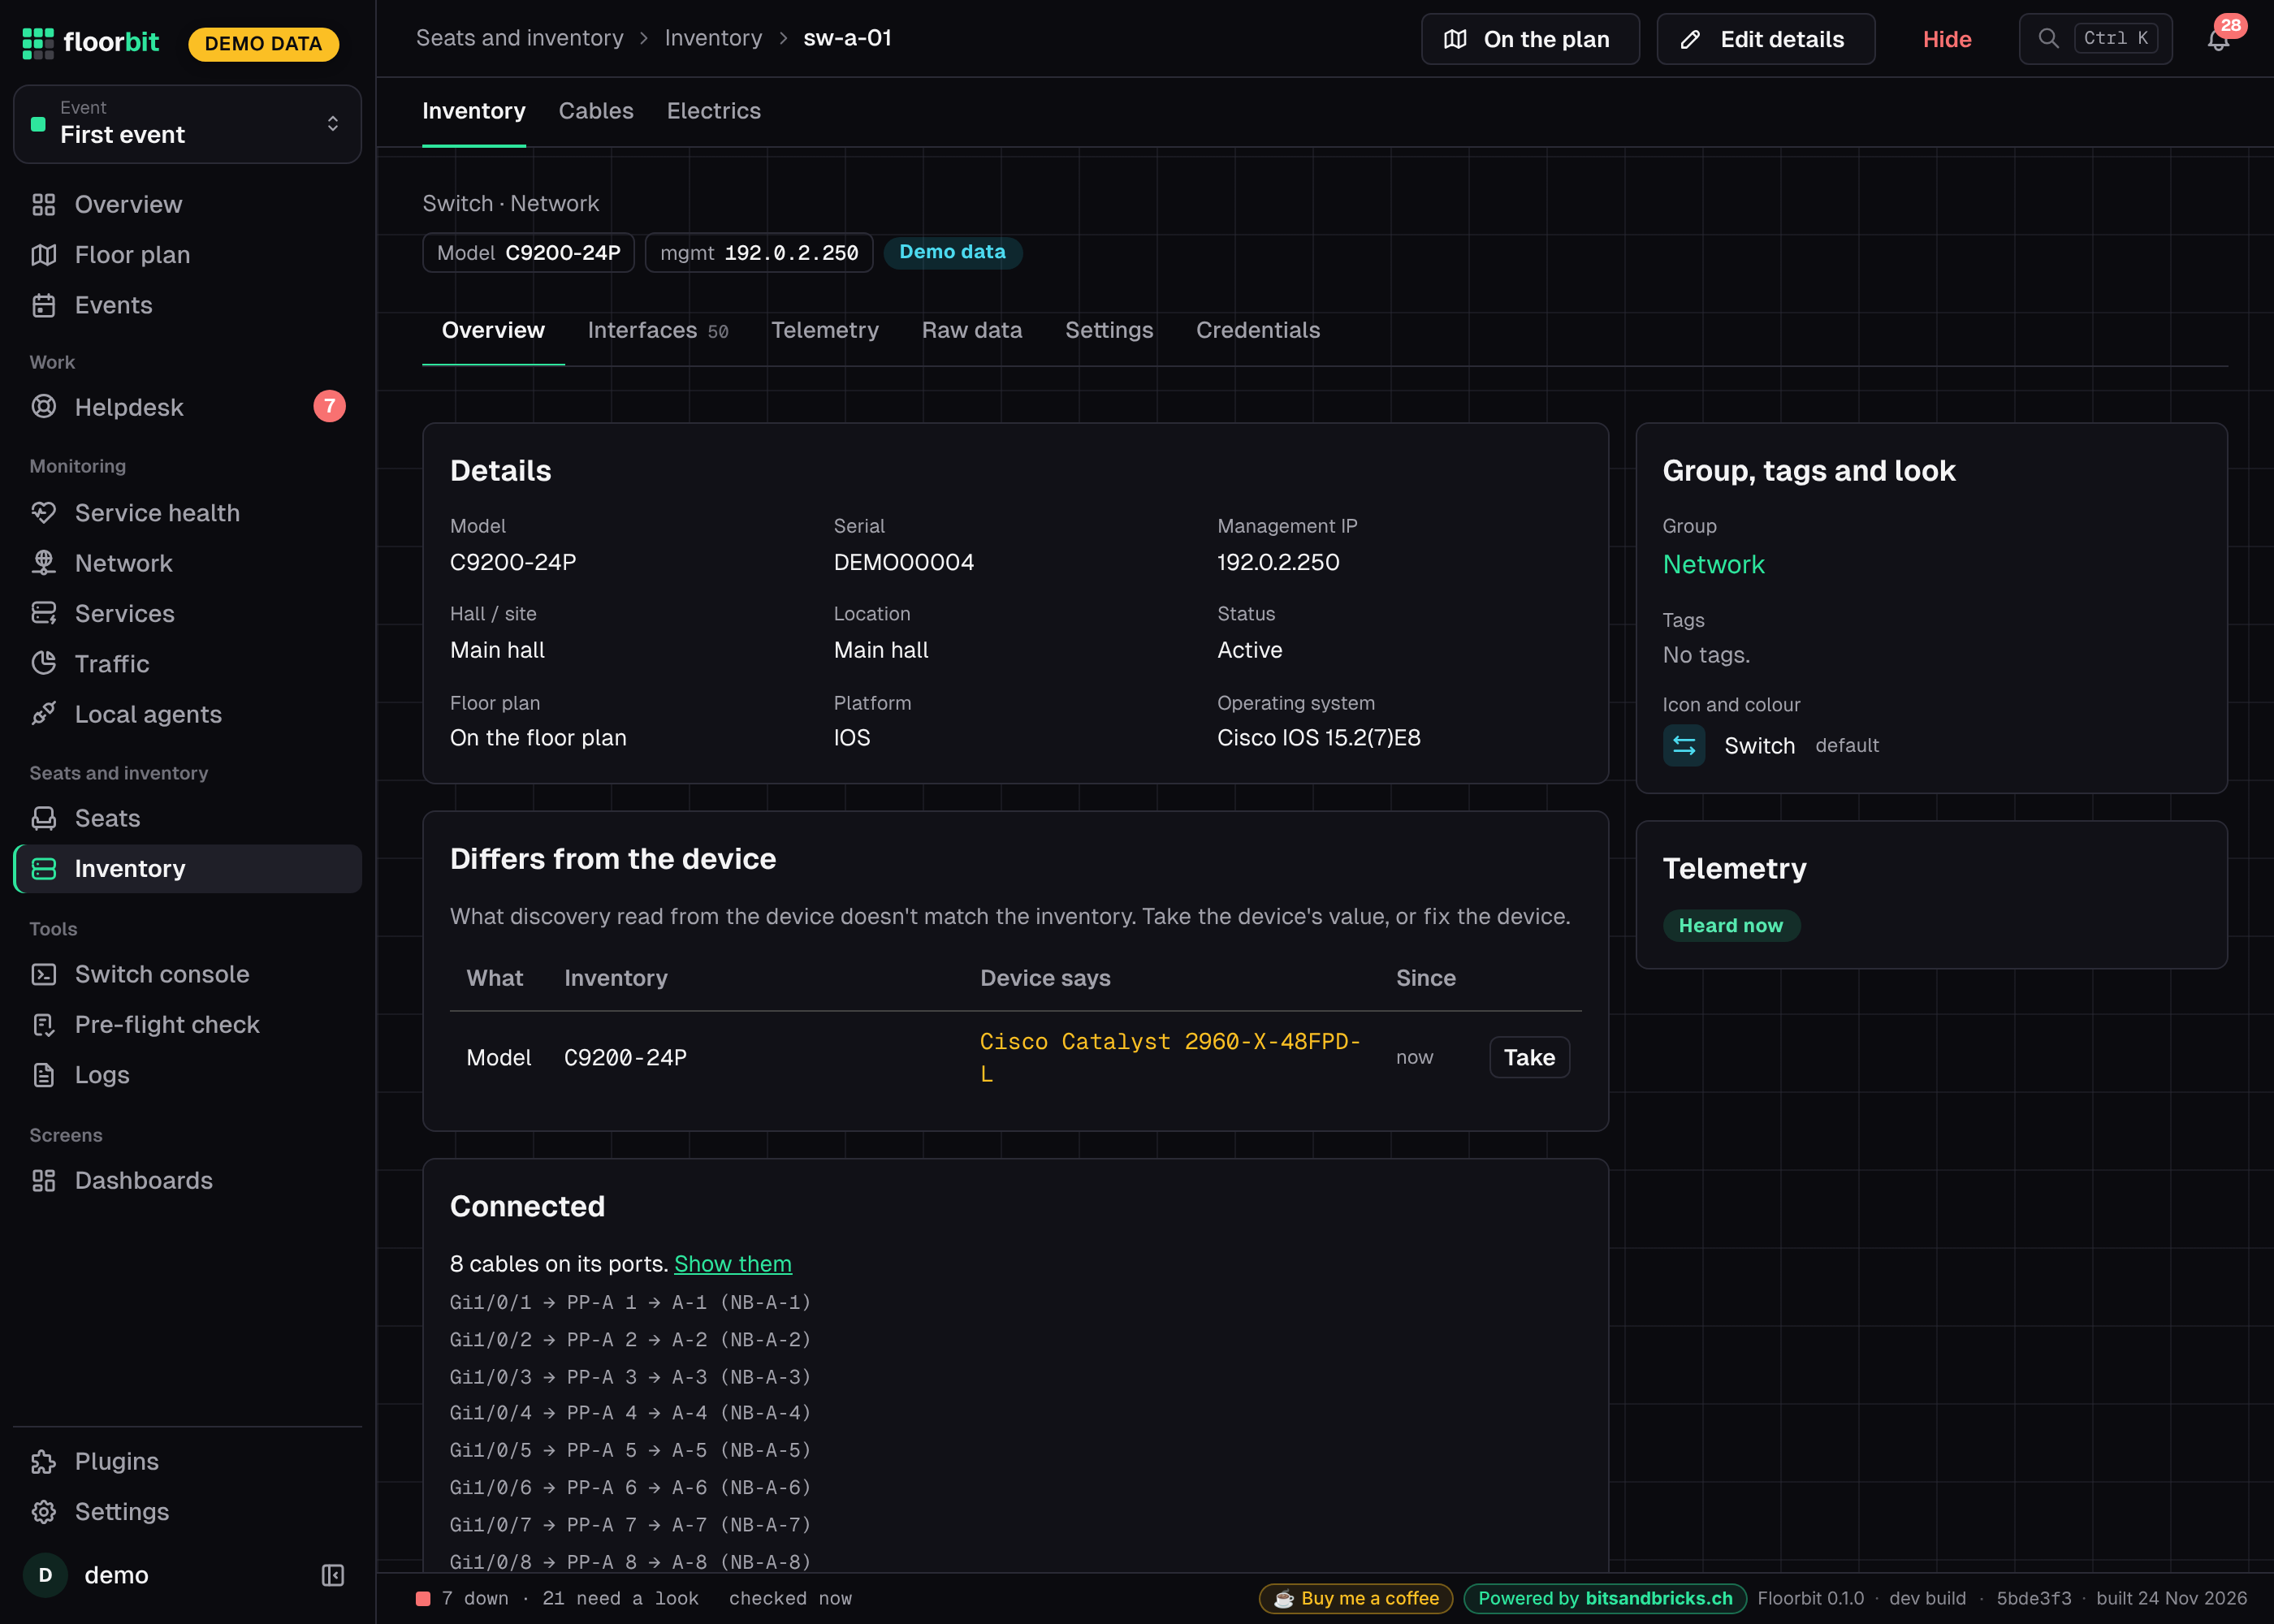 floorbit
DEMO DATA
Event
First event
Overview
Floor plan
Events
Work
Helpdesk 7
Monitoring
Service health
Network
Services
Traffic
Local agents
Seats and inventory
Seats
Inventory
Tools
Switch console
Pre-flight check
Logs
Screens
Dashboards
Plugins
Settings
D demo
Seats and inventory > Inventory > sw-a-01
On the plan
Edit details
Hide
Ctrl K
28
Inventory Cables Electrics
Switch · Network
Model C9200-24P mgmt 192.0.2.250 Demo data
Overview Interfaces 50 Telemetry Raw data Settings Credentials
Details
Model Serial Management IP
C9200-24P DEMO00004 192.0.2.250
Hall / site Location Status
Main hall Main hall Active
Floor plan Platform Operating system
On the floor plan IOS Cisco IOS 15.2(7)E8
Differs from the device
What discovery read from the device doesn't match the inventory. Take the device's value, or fix the device.
What Inventory Device says Since
Model C9200-24P Cisco Catalyst 2960-X-48FPD-
L
now Take
Connected
8 cables on its ports. Show them
Gi1/0/1 → PP-A 1 → A-1 (NB-A-1)
Gi1/0/2 → PP-A 2 → A-2 (NB-A-2)
Gi1/0/3 → PP-A 3 → A-3 (NB-A-3)
Gi1/0/4 → PP-A 4 → A-4 (NB-A-4)
Gi1/0/5 → PP-A 5 → A-5 (NB-A-5)
Gi1/0/6 → PP-A 6 → A-6 (NB-A-6)
Gi1/0/7 → PP-A 7 → A-7 (NB-A-7)
Gi1/0/8 → PP-A 8 → A-8 (NB-A-8)
Group, tags and look
Group
Network
Tags
No tags.
Icon and colour
Switch default
Telemetry
Heard now
7 down · 21 need a look checked now
☕ Buy me a coffee
Powered by bitsandbricks.ch
Floorbit 0.1.0 · dev build · 5bde3f3 · built 24 Nov 2026